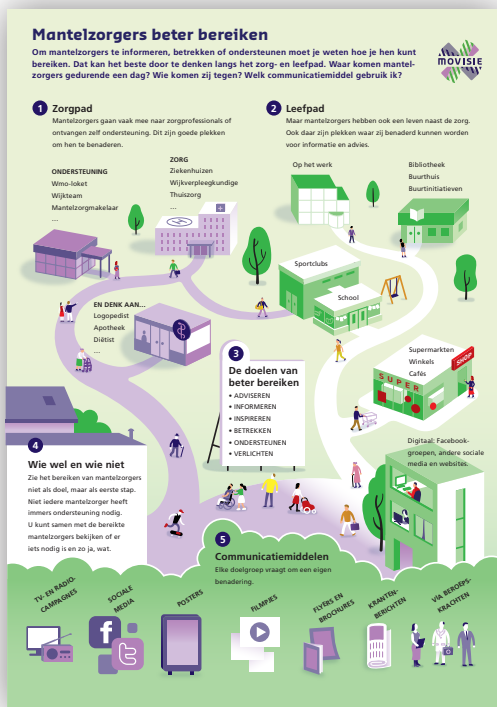 Mantelzorgers beter bereiken
Om mantelzorgers te informeren, betrekken of ondersteunen moet je weten hoe je hen kunt
bereiken. Dat kan het beste door te denken langs het zorg- en leefpad. Waar komen mantel-
zorgers gedurende een dag? Wie komen zij tegen? Welk communicatiemiddel gebruik ik?
MOVISIE
1 Zorgpad
Mantelzorgers gaan vaak mee naar zorgprofessionals of
ontvangen zelf ondersteuning. Dit zijn goede plekken
om hen te benaderen.
ONDERSTEUNING
Wmo-loket
Wijkteam
Mantelzorgmakelaar
...
ZORG
Ziekenhuizen
Wijkverpleegkundige
Thuiszorg
...
EN DENK AAN...
Logopedist
Apotheek
Diëtist
...
2 Leefpad
Maar mantelzorgers hebben ook een leven naast de zorg.
Ook daar zijn plekken waar zij benaderd kunnen worden
voor informatie en advies.
Op het werk
Bibliotheek
Buurthuis
Buurtinitiatieven
Sportclubs
School
Supermarkten
Winkels
Cafés
SHOP
SUPER
Digitaal: Facebook-
groepen, andere sociale
media en websites.
3
De doelen van
beter bereiken
• ADVISEREN
• INFORMEREN
• INSPIREREN
• BETREKKEN
• ONDERSTEUNEN
• VERLICHTEN
4
Wie wel en wie niet
Zie het bereiken van mantelzorgers
niet als doel, maar als eerste stap.
Niet iedere mantelzorger heeft
immers ondersteuning nodig.
U kunt samen met de bereikte
mantelzorgers bekijken of er
iets nodig is en zo ja, wat.
5
Communicatiemiddelen
Elke doelgroep vraagt om een eigen
benadering.
TV- EN RADIO-
CAMPAGNES
SOCIALE
MEDIA
POSTERS
FILMPJES
FLYERS EN
BROCHURES
KRANTEN-
BERICHTEN
VIA BEROEPS-
KRACHTEN